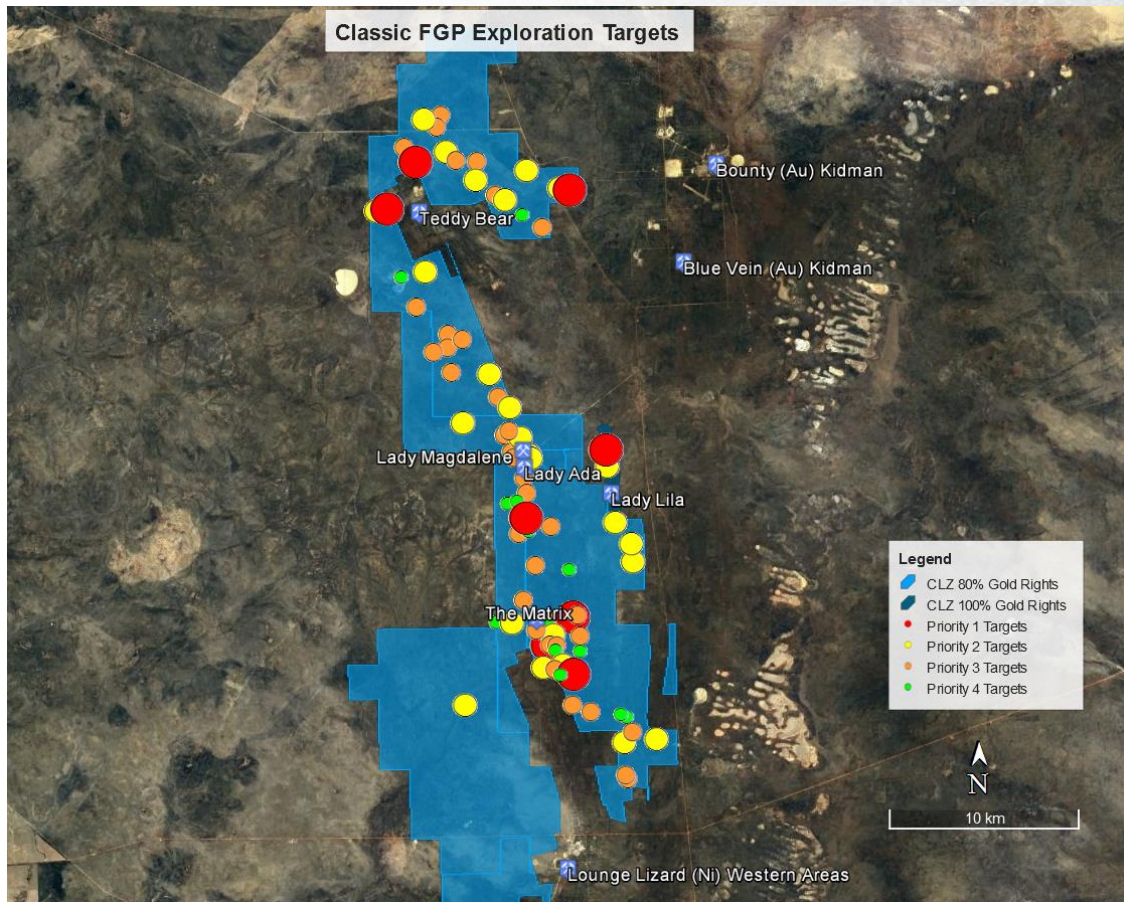 Classic FGP Exploration Targets
Bounty (Au) Kidman
Teddy Bear
Blue Vein (Au) Kidman
Lady Magdalene
Lady Ada
Lady Lila
Legend
CLZ 80% Gold Rights
CLZ 100% Gold Rights
Priority 1 Targets
Priority 2 Targets
Priority 3 Targets
Priority 4 Targets
The Matrix
N
10 km
Lounge Lizard (Ni) Western Areas